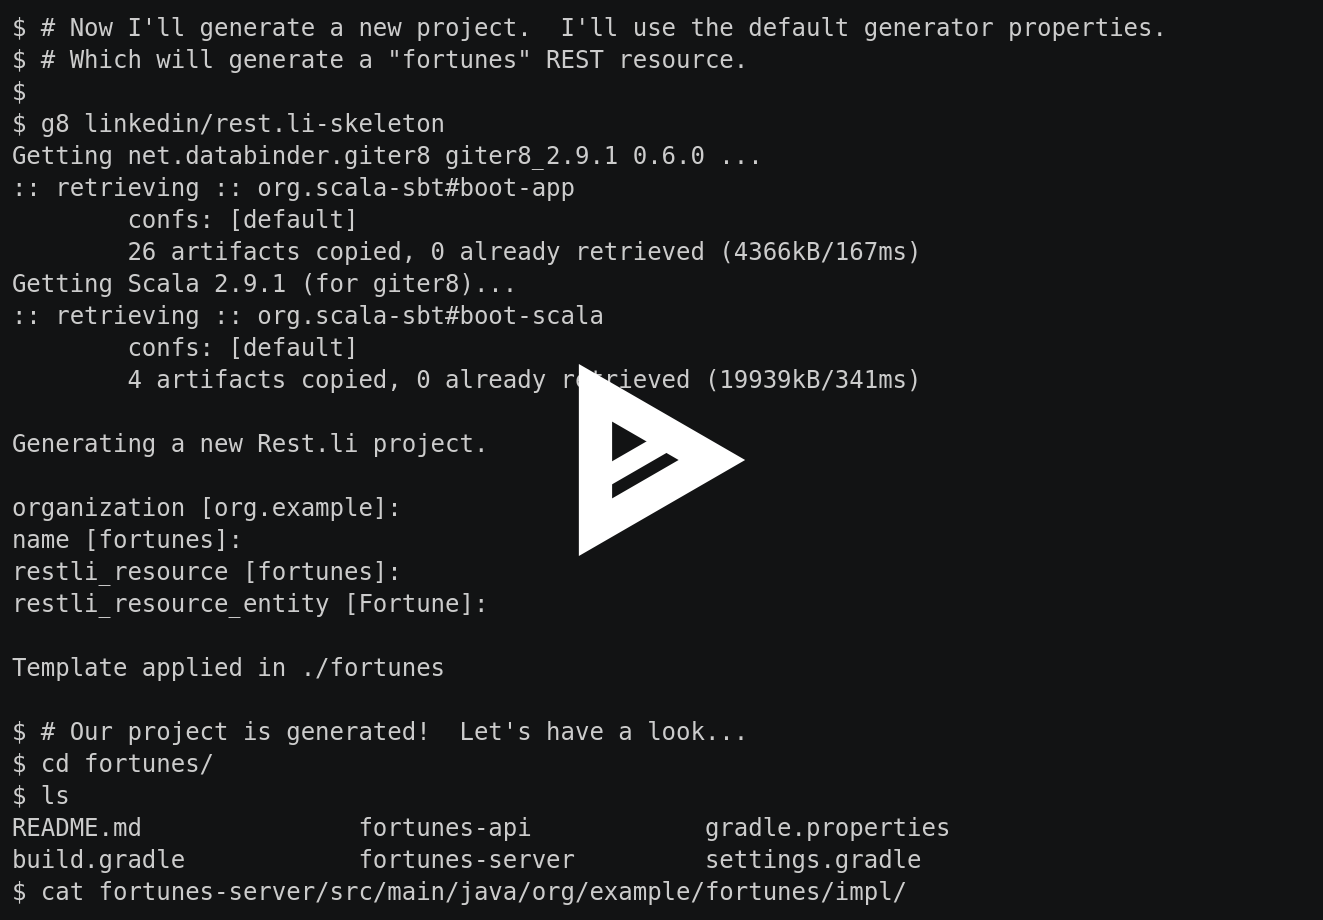 $ # Now I'll generate a new project.  I'll use the default generator properties.
$ # Which will generate a "fortunes" REST resource.
$
$ g8 linkedin/rest.li-skeleton
Getting net.databinder.giter8 giter8_2.9.1 0.6.0 ...
:: retrieving :: org.scala-sbt#boot-app
        confs: [default]
        26 artifacts copied, 0 already retrieved (4366kB/167ms)
Getting Scala 2.9.1 (for giter8)...
:: retrieving :: org.scala-sbt#boot-scala
        confs: [default]
        4 artifacts copied, 0 already retrieved (19939kB/341ms)
Generating a new Rest.li project.
organization [org.example]:
name [fortunes]:
restli_resource [fortunes]:
restli_resource_entity [Fortune]:
Template applied in ./fortunes
$ # Our project is generated!  Let's have a look...
$ cd fortunes/
$ ls
README.md               fortunes-api            gradle.properties
build.gradle            fortunes-server         settings.gradle
$ cat fortunes-server/src/main/java/org/example/fortunes/impl/